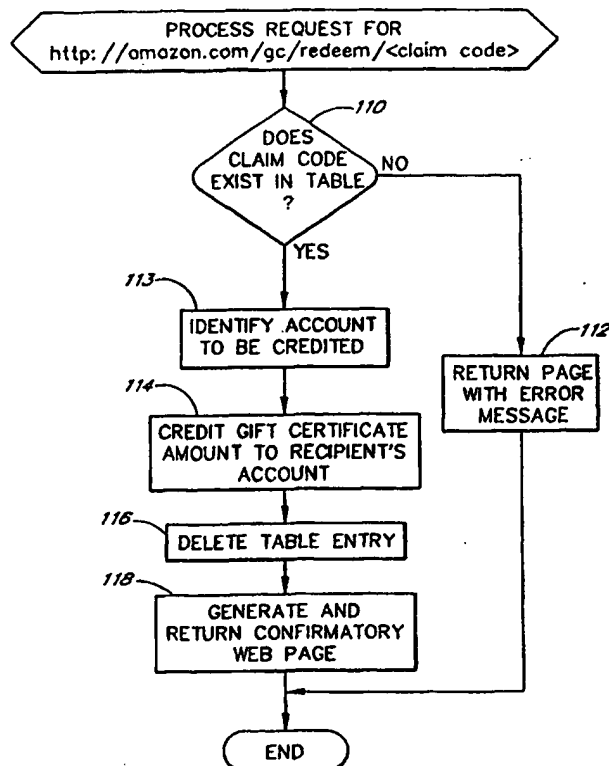 PROCESS REQUEST FOR
http://amazon.com/gc/redeem/<claim code>
110
DOES
CLAIM CODE
EXIST IN TABLE
?
NO
YES
113
IDENTIFY ACCOUNT
TO BE CREDITED
112
RETURN PAGE
WITH ERROR
MESSAGE
114
CREDIT GIFT CERTIFICATE
AMOUNT TO RECIPIENT'S
ACCOUNT
116
DELETE TABLE ENTRY
118
GENERATE AND
RETURN CONFIRMATORY
WEB PAGE
END